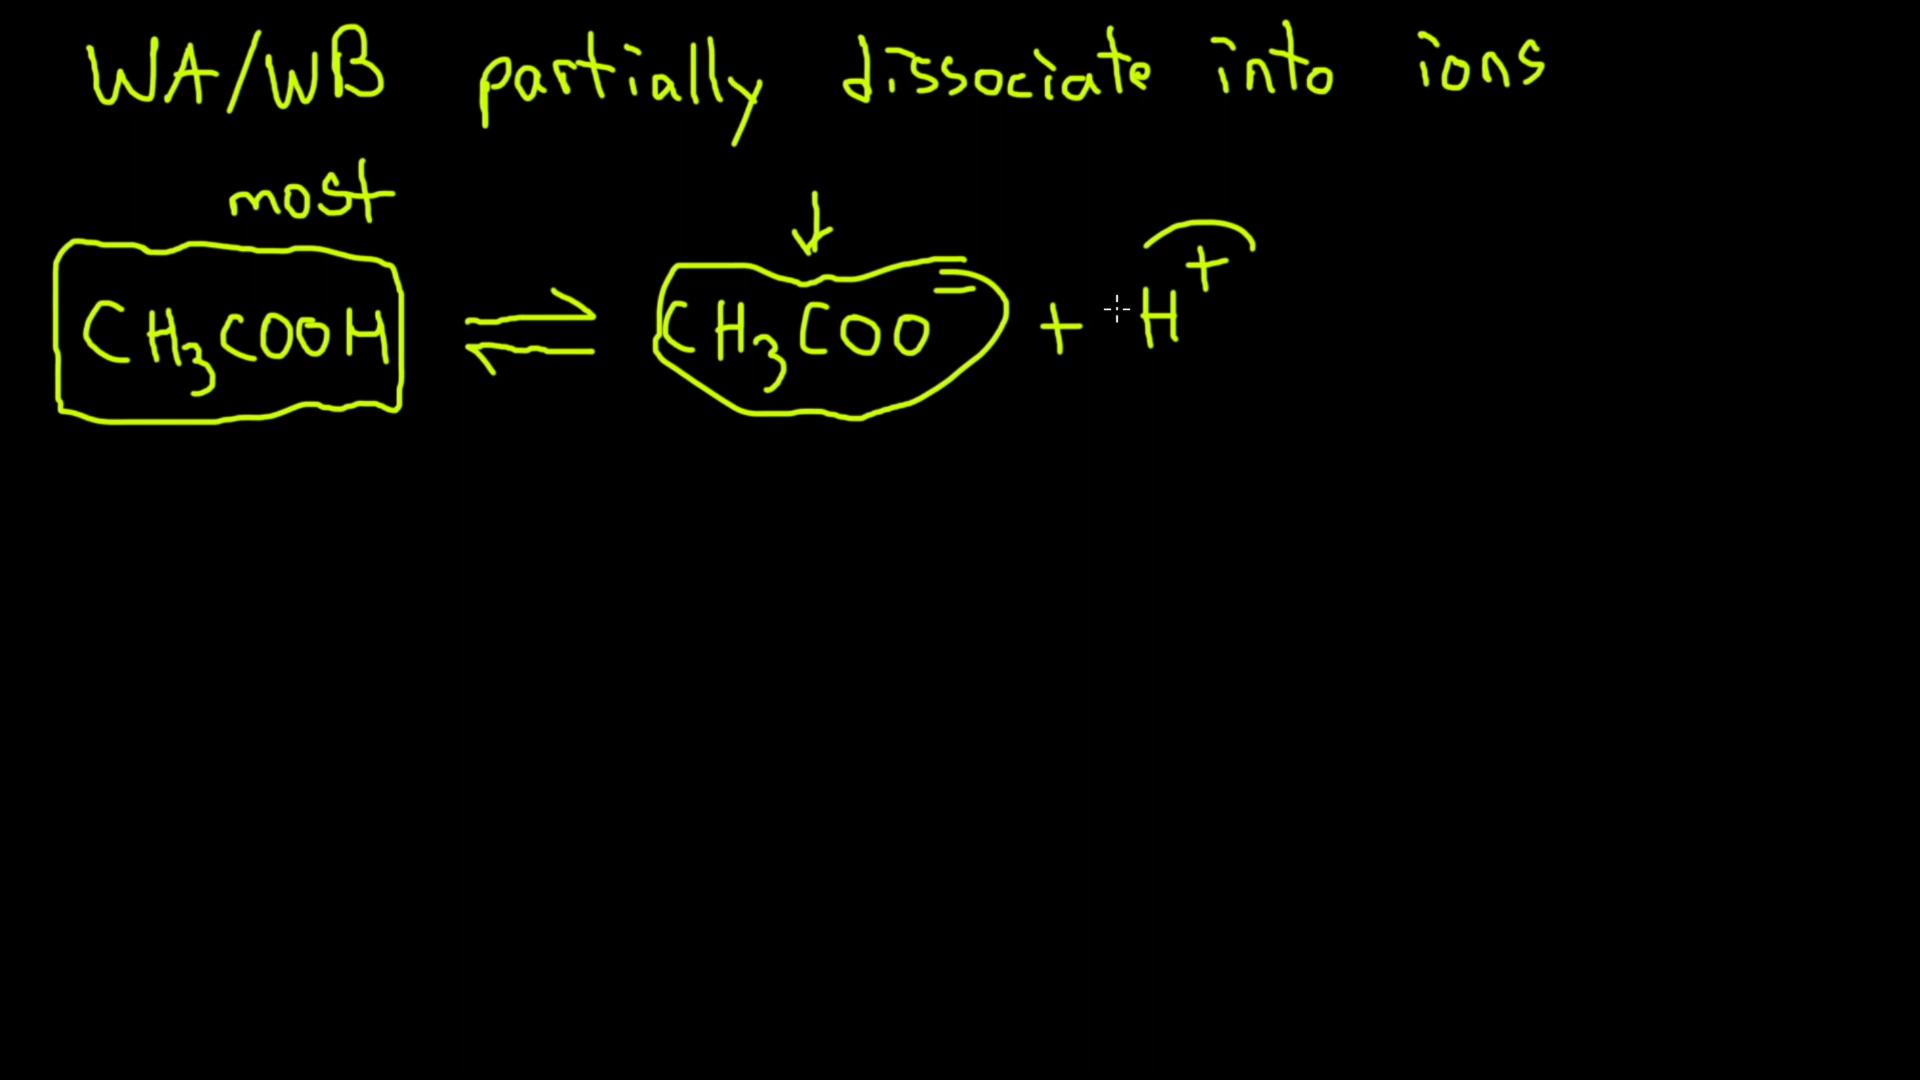 WA/WB partially dissociate into ions
most ↓
CH₃COOH ⇌ CH₃COO⁻ + H⁺